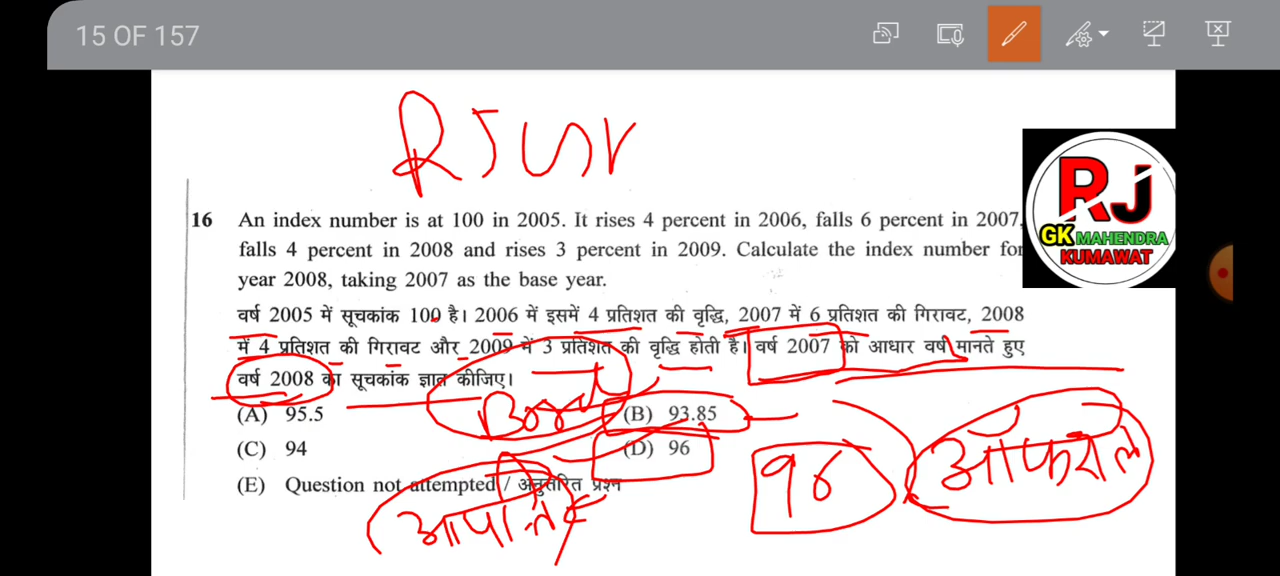 15 OF 157
RJ
GK MAHENDRA
KUMAWAT
16 An index number is at 100 in 2005. It rises 4 percent in 2006, falls 6 percent in 2007,
falls 4 percent in 2008 and rises 3 percent in 2009. Calculate the index number for
year 2008, taking 2007 as the base year.
वर्ष 2005 में सूचकांक 100 है। 2006 में इसमें 4 प्रतिशत की वृद्धि, 2007 में 6 प्रतिशत की गिरावट, 2008
में 4 प्रतिशत की गिरावट और 2009 में 3 प्रतिशत की वृद्धि होती है। वर्ष 2007 को आधार वर्ष मानते हुए
वर्ष 2008 का सूचकांक ज्ञात कीजिए।
(A) 95.5 (B) 93.85
(C) 94 (D) 96
(E) Question not attempted / अनुतरित प्रश्न